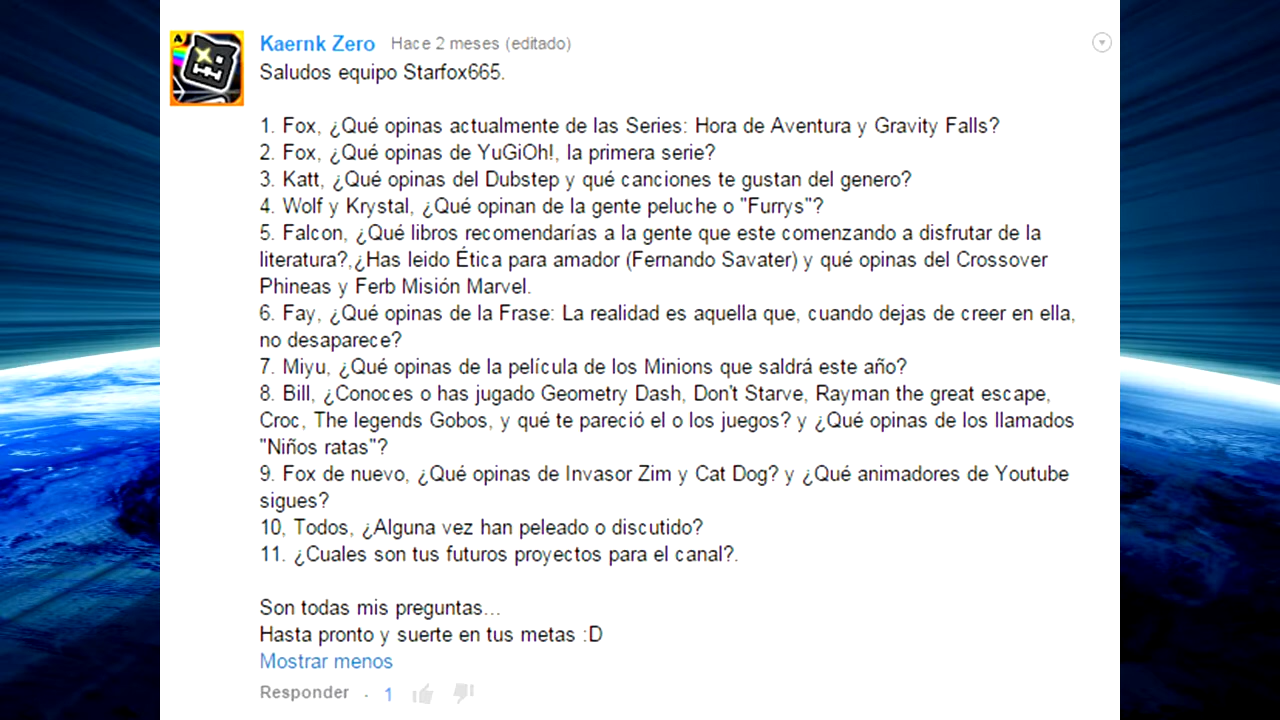 Kaernk Zero Hace 2 meses (editado)
Saludos equipo Starfox665.
1. Fox, ¿Qué opinas actualmente de las Series: Hora de Aventura y Gravity Falls?
2. Fox, ¿Qué opinas de YuGiOh!, la primera serie?
3. Katt, ¿Qué opinas del Dubstep y qué canciones te gustan del genero?
4. Wolf y Krystal, ¿Qué opinan de la gente peluche o "Furrys"?
5. Falcon, ¿Qué libros recomendarías a la gente que este comenzando a disfrutar de la
literatura?,¿Has leido Ética para amador (Fernando Savater) y qué opinas del Crossover
Phineas y Ferb Misión Marvel.
6. Fay, ¿Qué opinas de la Frase: La realidad es aquella que, cuando dejas de creer en ella,
no desaparece?
7. Miyu, ¿Qué opinas de la película de los Minions que saldrá este año?
8. Bill, ¿Conoces o has jugado Geometry Dash, Don't Starve, Rayman the great escape,
Croc, The legends Gobos, y qué te pareció el o los juegos? y ¿Qué opinas de los llamados
"Niños ratas"?
9. Fox de nuevo, ¿Qué opinas de Invasor Zim y Cat Dog? y ¿Qué animadores de Youtube
sigues?
10, Todos, ¿Alguna vez han peleado o discutido?
11. ¿Cuales son tus futuros proyectos para el canal?.
Son todas mis preguntas...
Hasta pronto y suerte en tus metas :D
Mostrar menos
Responder · 1